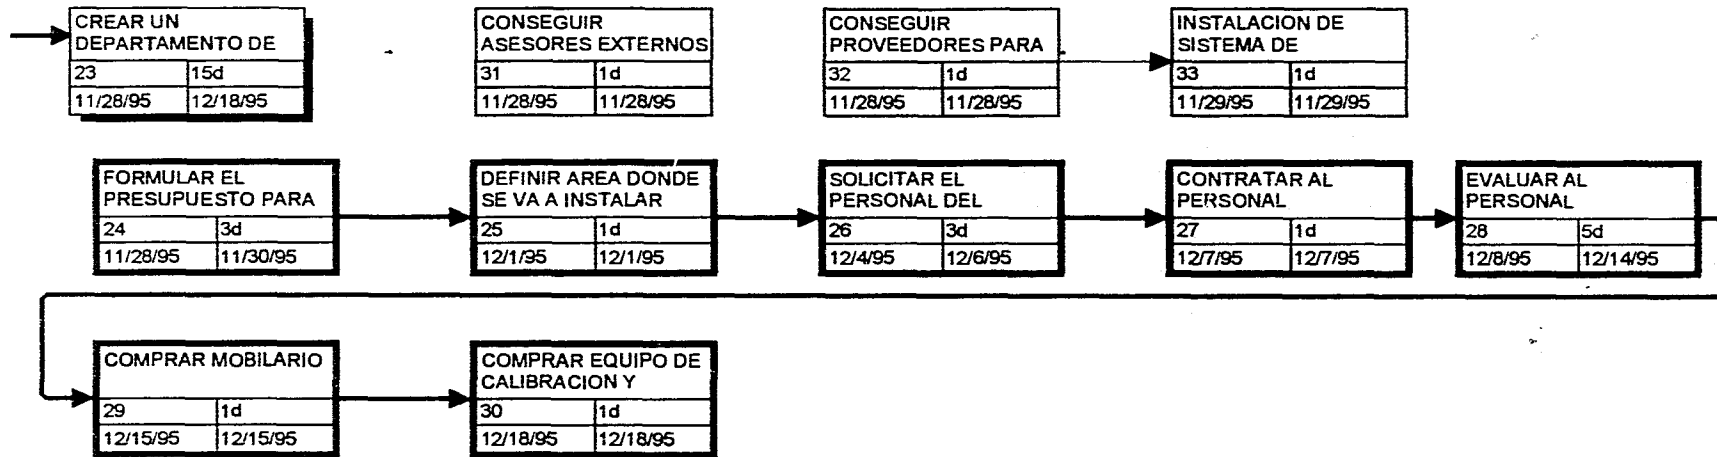 CREAR UN
DEPARTAMENTO DE
23 15d
11/28/95 12/18/95
CONSEGUIR
ASESORES EXTERNOS
31 1d
11/28/95 11/28/95
CONSEGUIR
PROVEEDORES PARA
32 1d
11/28/95 11/28/95
INSTALACION DE
SISTEMA DE
33 1d
11/29/95 11/29/95
FORMULAR EL
PRESUPUESTO PARA
24 3d
11/28/95 11/30/95
DEFINIR AREA DONDE
SE VA A INSTALAR
25 1d
12/1/95 12/1/95
SOLICITAR EL
PERSONAL DEL
26 3d
12/4/95 12/6/95
CONTRATAR AL
PERSONAL
27 1d
12/7/95 12/7/95
EVALUAR AL
PERSONAL
28 5d
12/8/95 12/14/95
COMPRAR MOBILARIO
29 1d
12/15/95 12/15/95
COMPRAR EQUIPO DE
CALIBRACION Y
30 1d
12/18/95 12/18/95